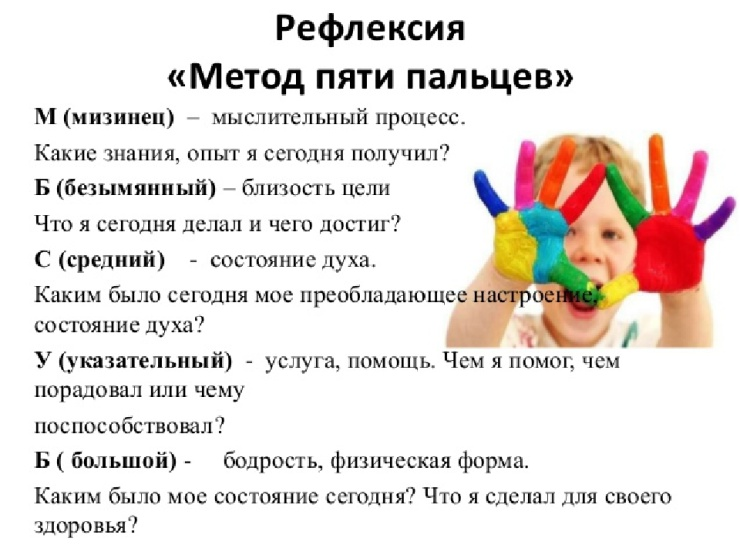 Рефлексия
«Метод пяти пальцев»
М (мизинец) – мыслительный процесс.
Какие знания, опыт я сегодня получил?
Б (безымянный) – близость цели
Что я сегодня делал и чего достиг?
С (средний) - состояние духа.
Каким было сегодня мое преобладающее настроение,
состояние духа?
У (указательный) - услуга, помощь. Чем я помог, чем
порадовал или чему
поспособствовал?
Б ( большой) - бодрость, физическая форма.
Каким было мое состояние сегодня? Что я сделал для своего
здоровья?